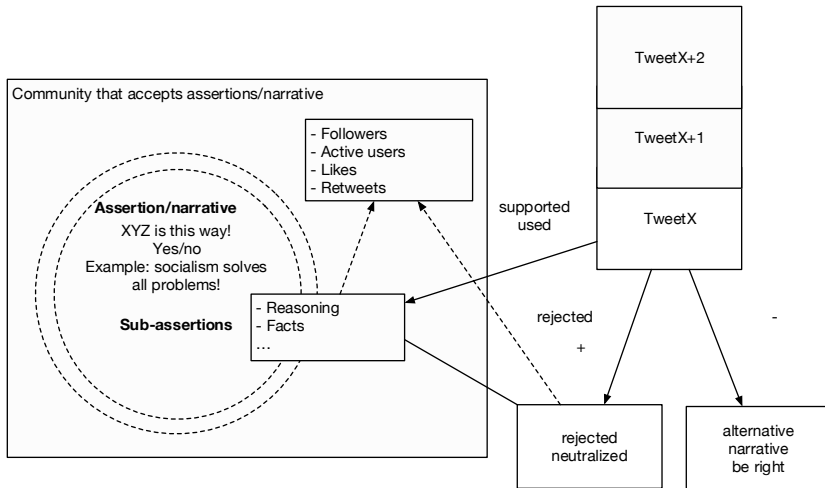 Community that accepts assertions/narrative
- Followers
- Active users
- Likes
- Retweets
Assertion/narrative
XYZ is this way!
Yes/no
Example: socialism solves
all problems!
Sub-assertions
- Reasoning
- Facts
...
TweetX+2
TweetX+1
TweetX
supported
used
rejected
+
-
rejected
neutralized
alternative
narrative
be right